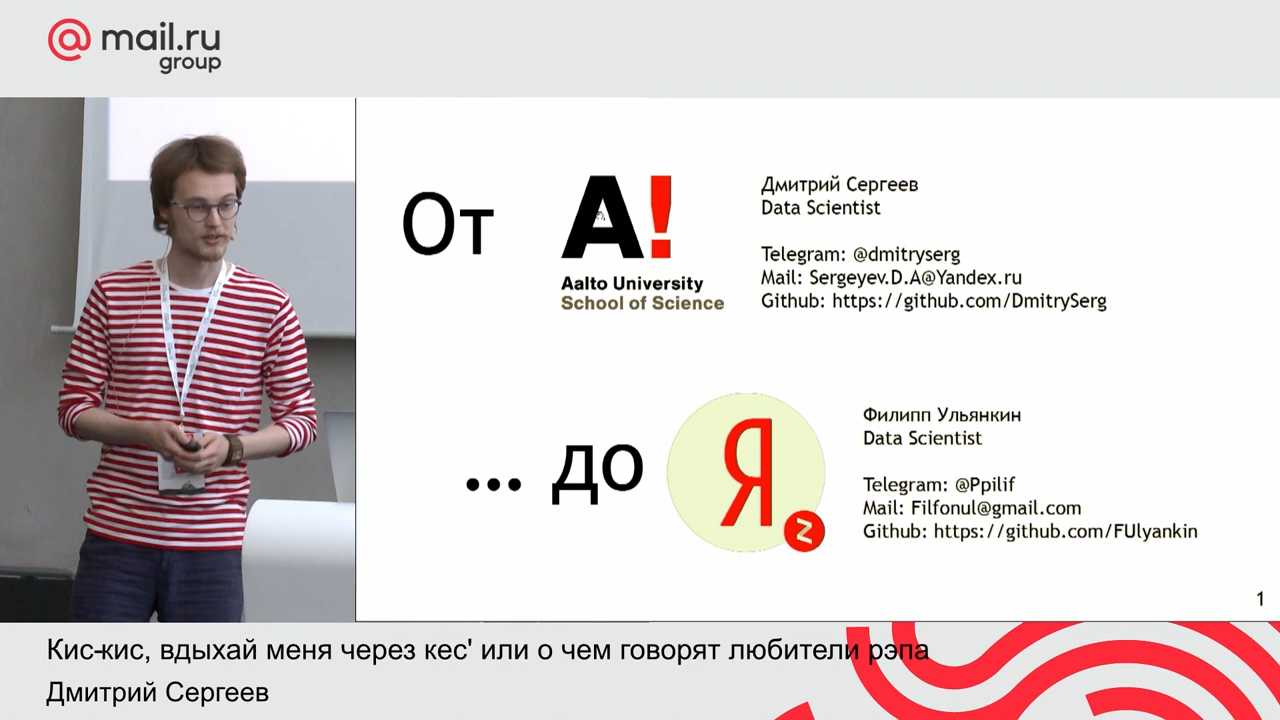 @ mail.ru
group
От
A!
Aalto University
School of Science
Дмитрий Сергеев
Data Scientist
Telegram: @dmitryserg
Mail: Sergeyev.D.A@Yandex.ru
Github: https://github.com/DmitrySerg
... до
Я
Z
Филипп Ульянкин
Data Scientist
Telegram: @Ppilif
Mail: Filfonul@gmail.com
Github: https://github.com/FUlyankin
1
Кис-кис, вдыхай меня через кес' или о чем говорят любители рэпа
Дмитрий Сергеев